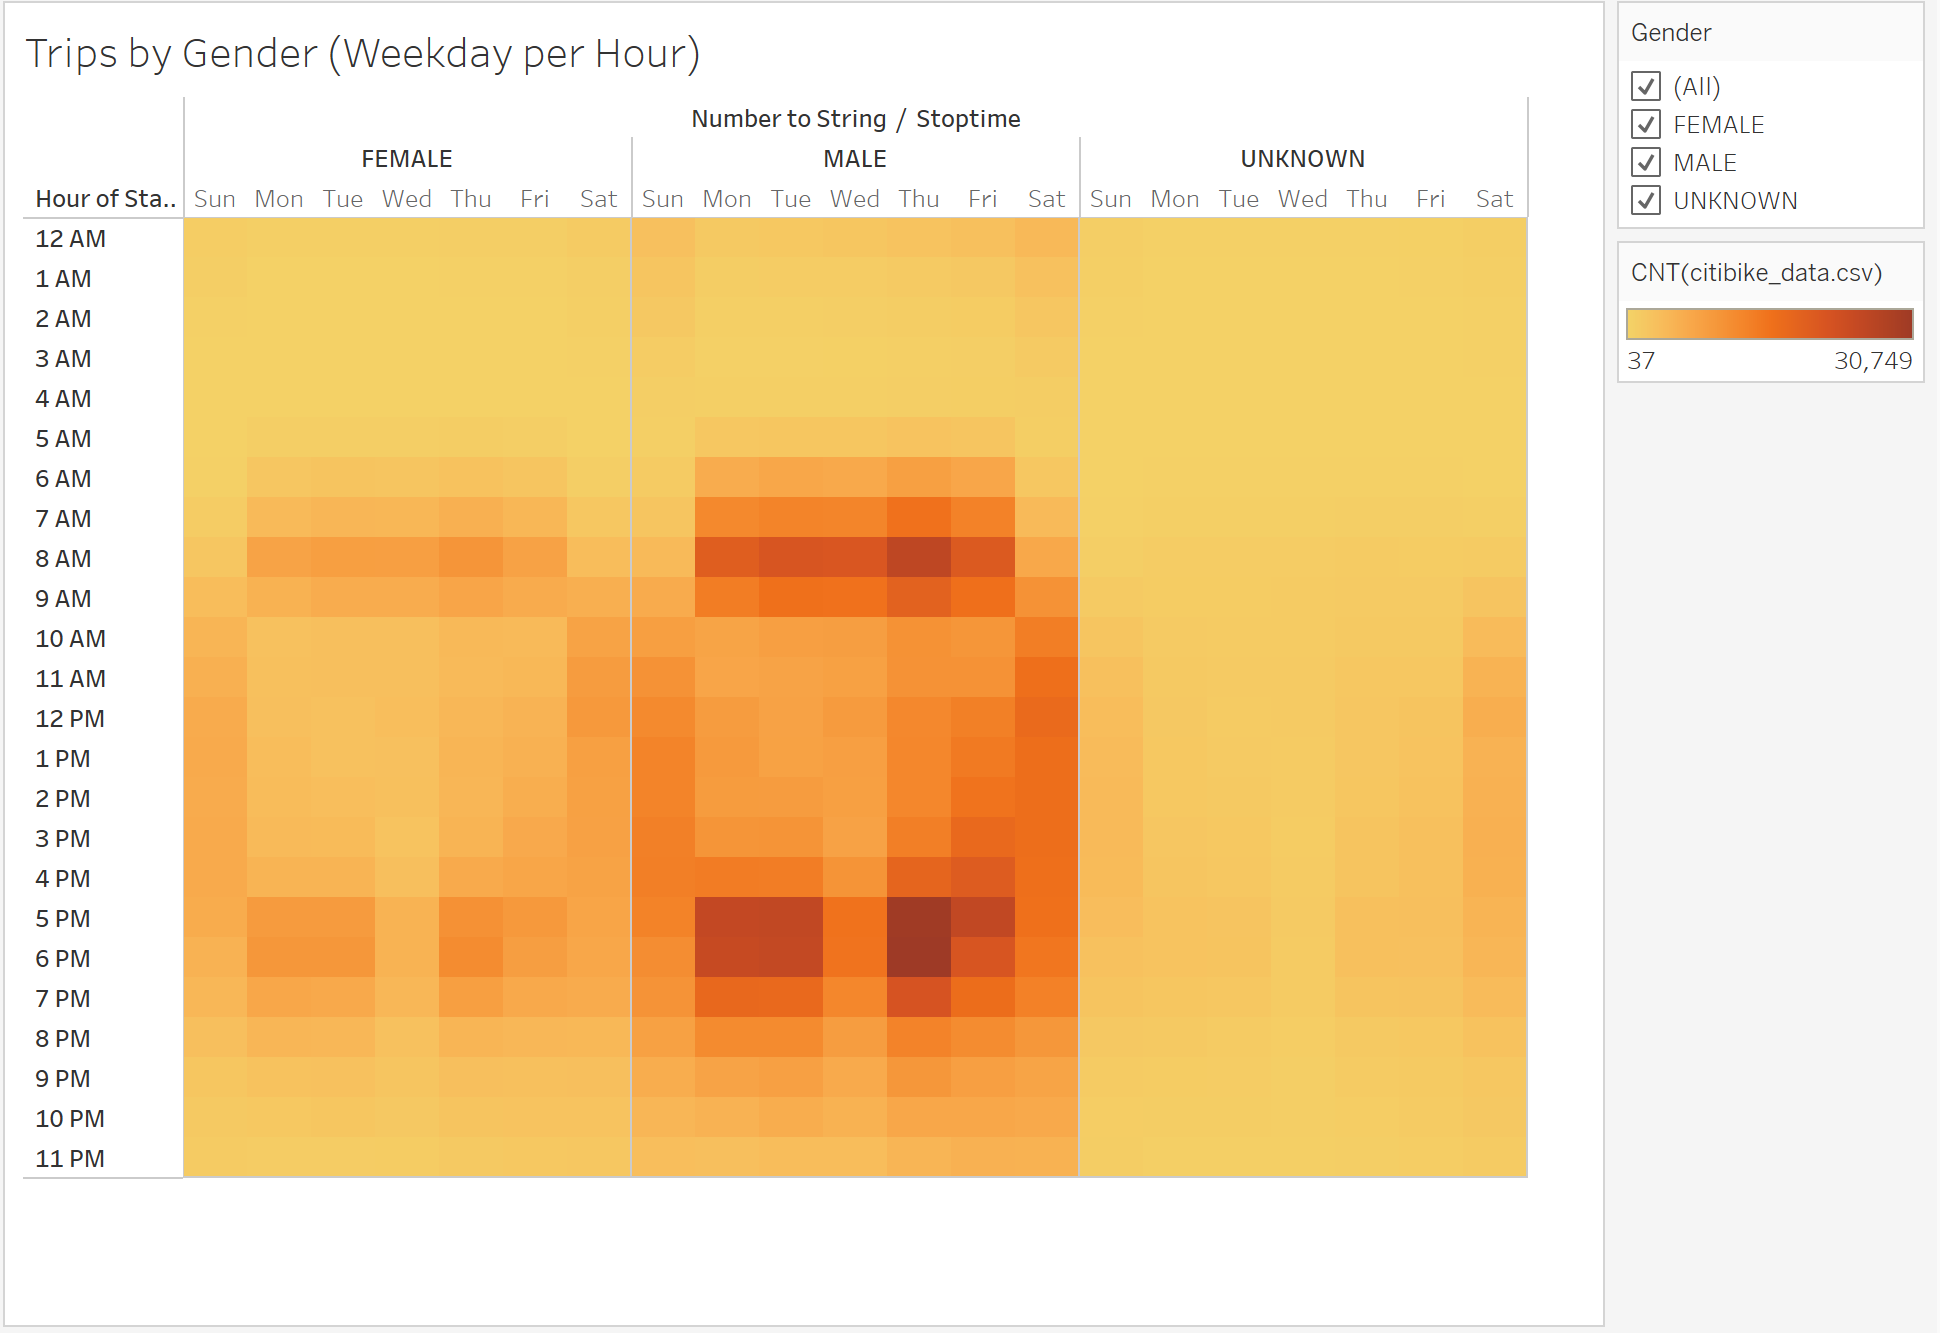 Trips by Gender (Weekday per Hour)
Number to String / Stoptime
FEMALE MALE UNKNOWN
Hour of Sta.. Sun Mon Tue Wed Thu Fri Sat Sun Mon Tue Wed Thu Fri Sat Sun Mon Tue Wed Thu Fri Sat
12 AM
1 AM
2 AM
3 AM
4 AM
5 AM
6 AM
7 AM
8 AM
9 AM
10 AM
11 AM
12 PM
1 PM
2 PM
3 PM
4 PM
5 PM
6 PM
7 PM
8 PM
9 PM
10 PM
11 PM
Gender
(All)
FEMALE
MALE
UNKNOWN
CNT(citibike_data.csv)
37 30,749